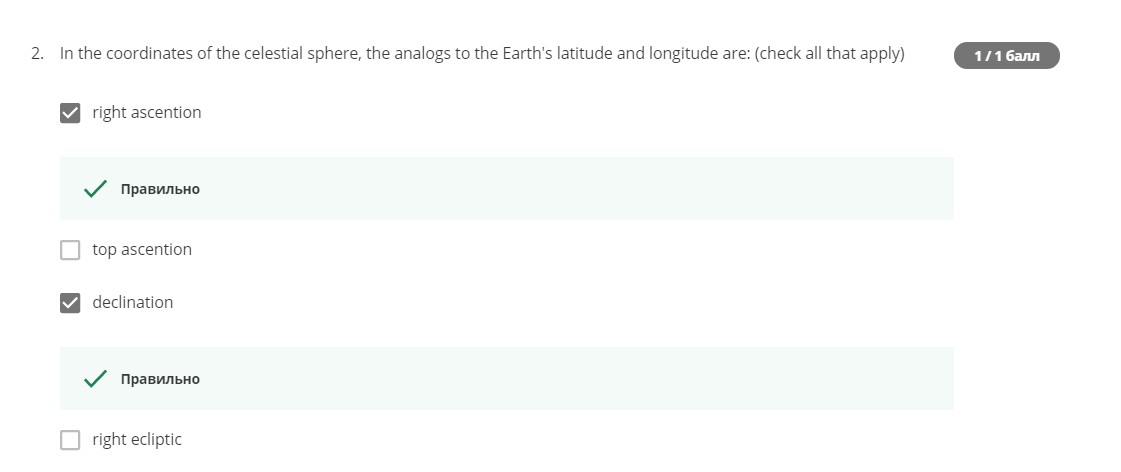 2. In the coordinates of the celestial sphere, the analogs to the Earth's latitude and longitude are: (check all that apply)
1 / 1 балл
right ascention
Правильно
top ascention
declination
Правильно
right ecliptic